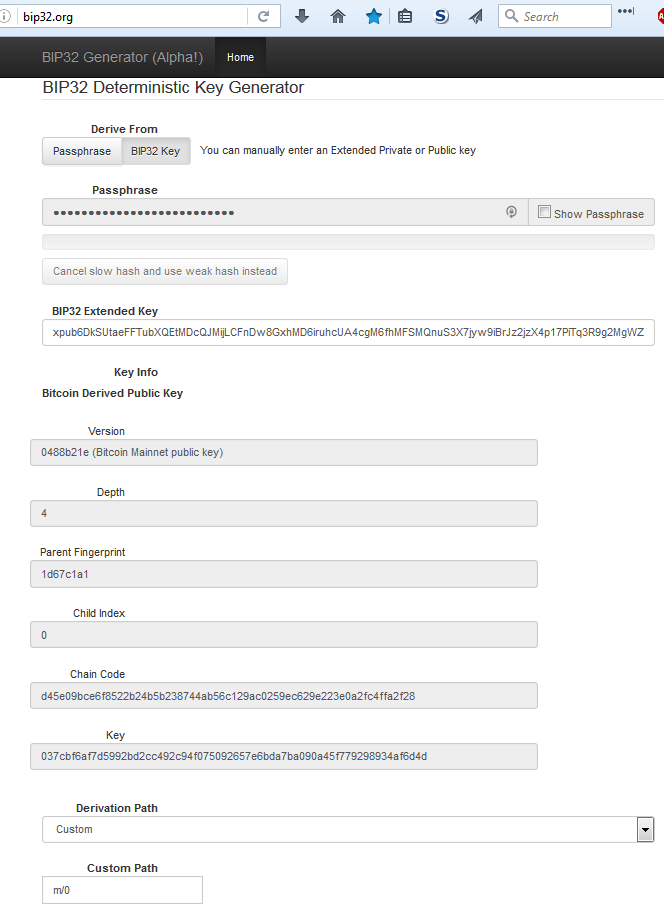 bip32.org
Search
BIP32 Generator (Alpha!) Home
BIP32 Deterministic Key Generator
Derive From
Passphrase BIP32 Key You can manually enter an Extended Private or Public key
Passphrase
Show Passphrase
Cancel slow hash and use weak hash instead
BIP32 Extended Key
xpub6DkSUtaeFFTubXQEtMDcQJMijLCFnDw8GxhMD6iruhcUA4cgM6fhMFSMQnuS3X7jyw9iBrJz2jzX4p17PiTq3R9g2MgWZ
Key Info
Bitcoin Derived Public Key
Version
0488b21e (Bitcoin Mainnet public key)
Depth
4
Parent Fingerprint
1d67c1a1
Child Index
0
Chain Code
d45e09bce6f8522b24b5b238744ab56c129ac0259ec629e223e0a2fc4ffa2f28
Key
037cbf6af7d5992bd2cc492c94f075092657e6bda7ba090a45f779298934af6d4d
Derivation Path
Custom
Custom Path
m/0